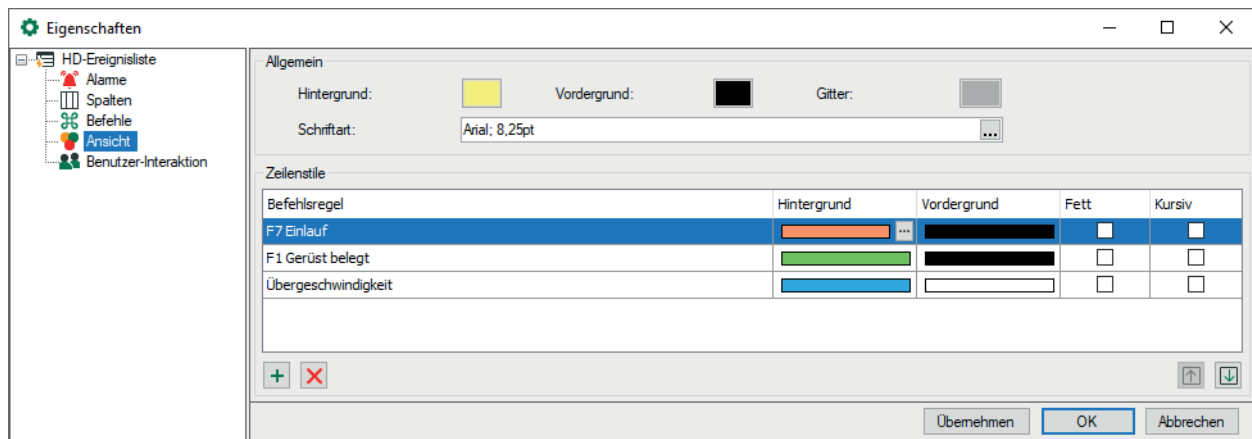 Eigenschaften
HD-Ereignisliste
Alarme
Spalten
Befehle
Ansicht
Benutzer-Interaktion
Allgemein
Hintergrund: Vordergrund: Gitter:
Schriftart: Arial; 8,25pt ...
Zeilenstile
Befehlsregel Hintergrund Vordergrund Fett Kursiv
F7 Einlauf ...
F1 Gerüst belegt
Übergeschwindigkeit
Übernehmen OK Abbrechen